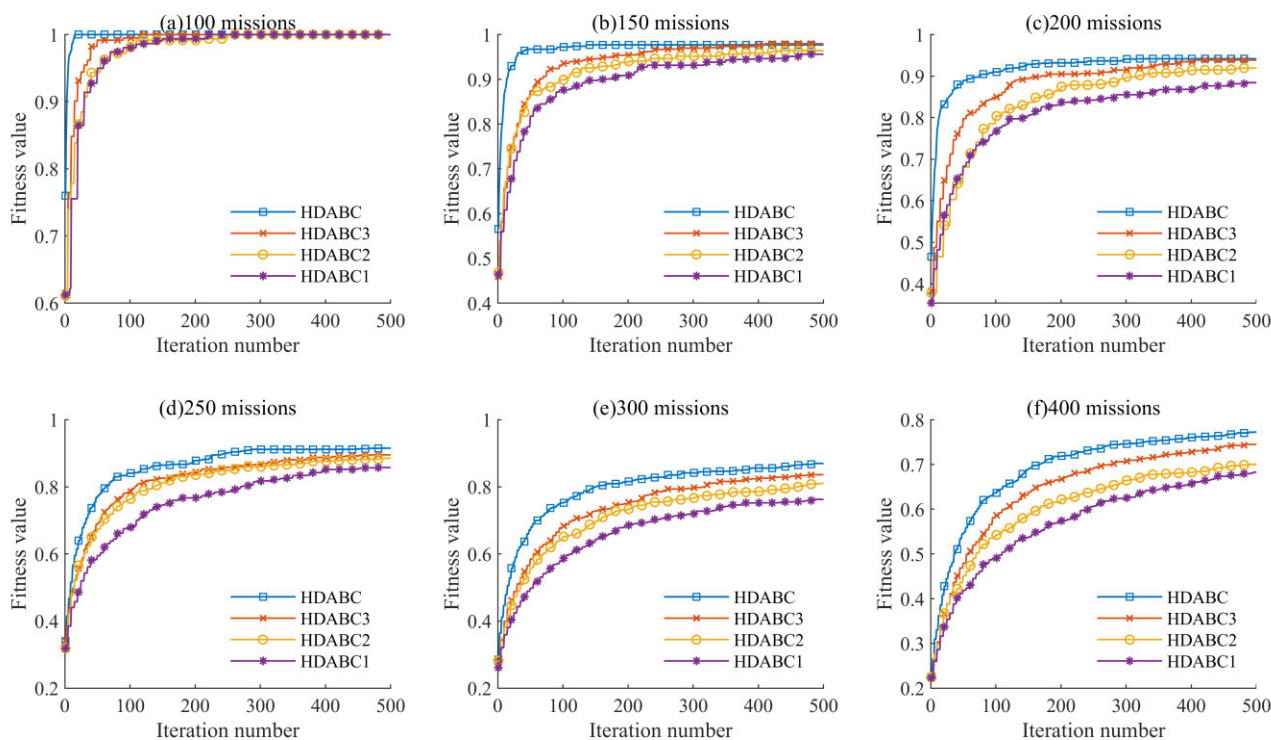 (a)100 missions
1
0.9
0.8
0.7
0.6
Fitness value
HDABC
HDABC3
HDABC2
HDABC1
0 100 200 300 400 500
Iteration number
(b)150 missions
1
0.9
0.8
0.7
0.6
0.5
0.4
Fitness value
HDABC
HDABC3
HDABC2
HDABC1
0 100 200 300 400 500
Iteration number
(c)200 missions
1
0.9
0.8
0.7
0.6
0.5
0.4
Fitness value
HDABC
HDABC3
HDABC2
HDABC1
0 100 200 300 400 500
Iteration number
(d)250 missions
1
0.8
0.6
0.4
0.2
Fitness value
HDABC
HDABC3
HDABC2
HDABC1
0 100 200 300 400 500
Iteration number
(e)300 missions
1
0.8
0.6
0.4
0.2
Fitness value
HDABC
HDABC3
HDABC2
HDABC1
0 100 200 300 400 500
Iteration number
(f)400 missions
0.8
0.7
0.6
0.5
0.4
0.3
0.2
Fitness value
HDABC
HDABC3
HDABC2
HDABC1
0 100 200 300 400 500
Iteration number